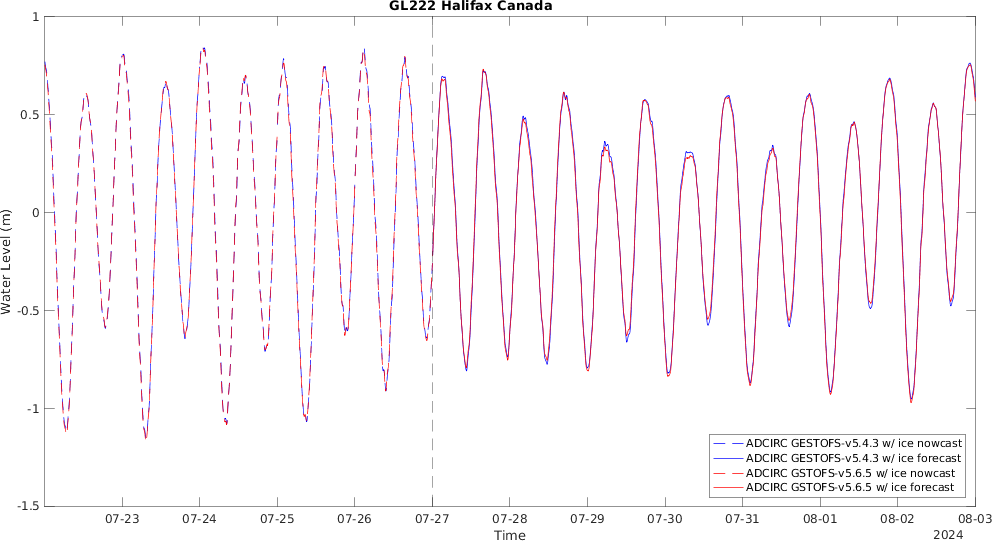 GL222 Halifax Canada
1
0.5
0
-0.5
-1
-1.5
Water Level (m)
ADCIRC GESTOFS-v5.4.3 w/ ice nowcast
ADCIRC GESTOFS-v5.4.3 w/ ice forecast
ADCIRC GSTOFS-v5.6.5 w/ ice nowcast
ADCIRC GSTOFS-v5.6.5 w/ ice forecast
07-23 07-24 07-25 07-26 07-27 07-28 07-29 07-30 07-31 08-01 08-02 08-03
Time
2024